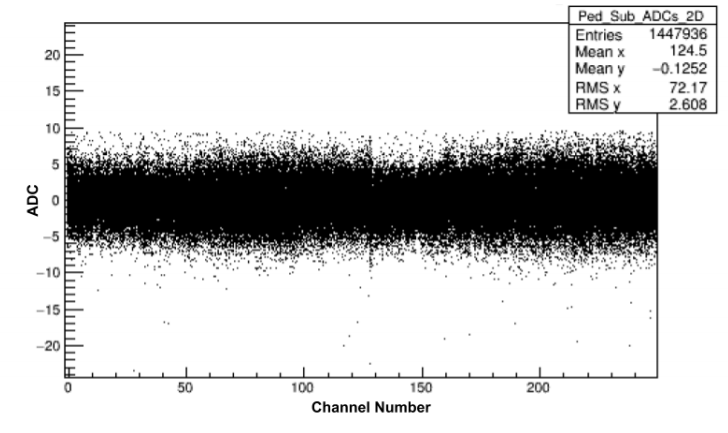 Ped_Sub_ADCs_2D
Entries 1447936
Mean x 124.5
Mean y −0.1252
RMS x 72.17
RMS y 2.608
20
15
10
5
0
−5
−10
−15
−20
ADC
0 50 100 150 200
Channel Number